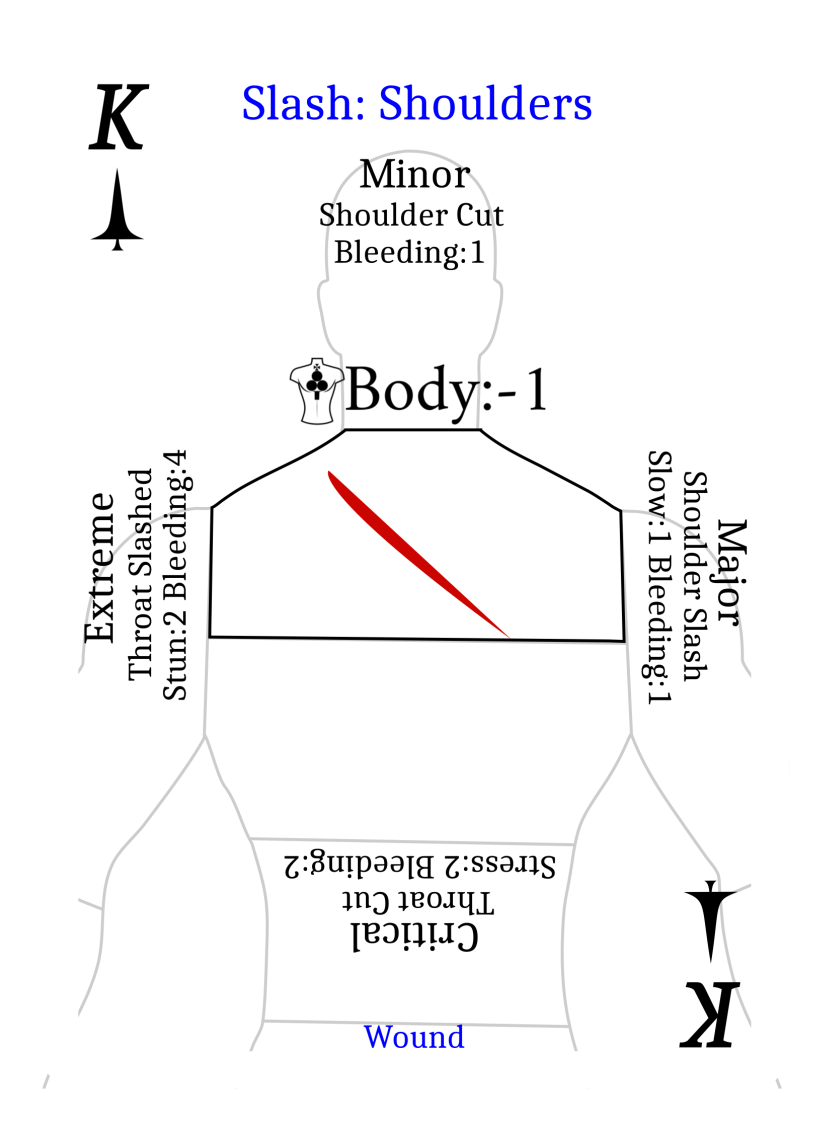 K
Slash: Shoulders
Minor
Shoulder Cut
Bleeding:1
Body:-1
Extreme
Throat Slashed
Stun:2 Bleeding:4
Major
Shoulder Slash
Slow:1 Bleeding:1
Critical
Throat Cut
Stress:2 Bleeding:2
Wound
K